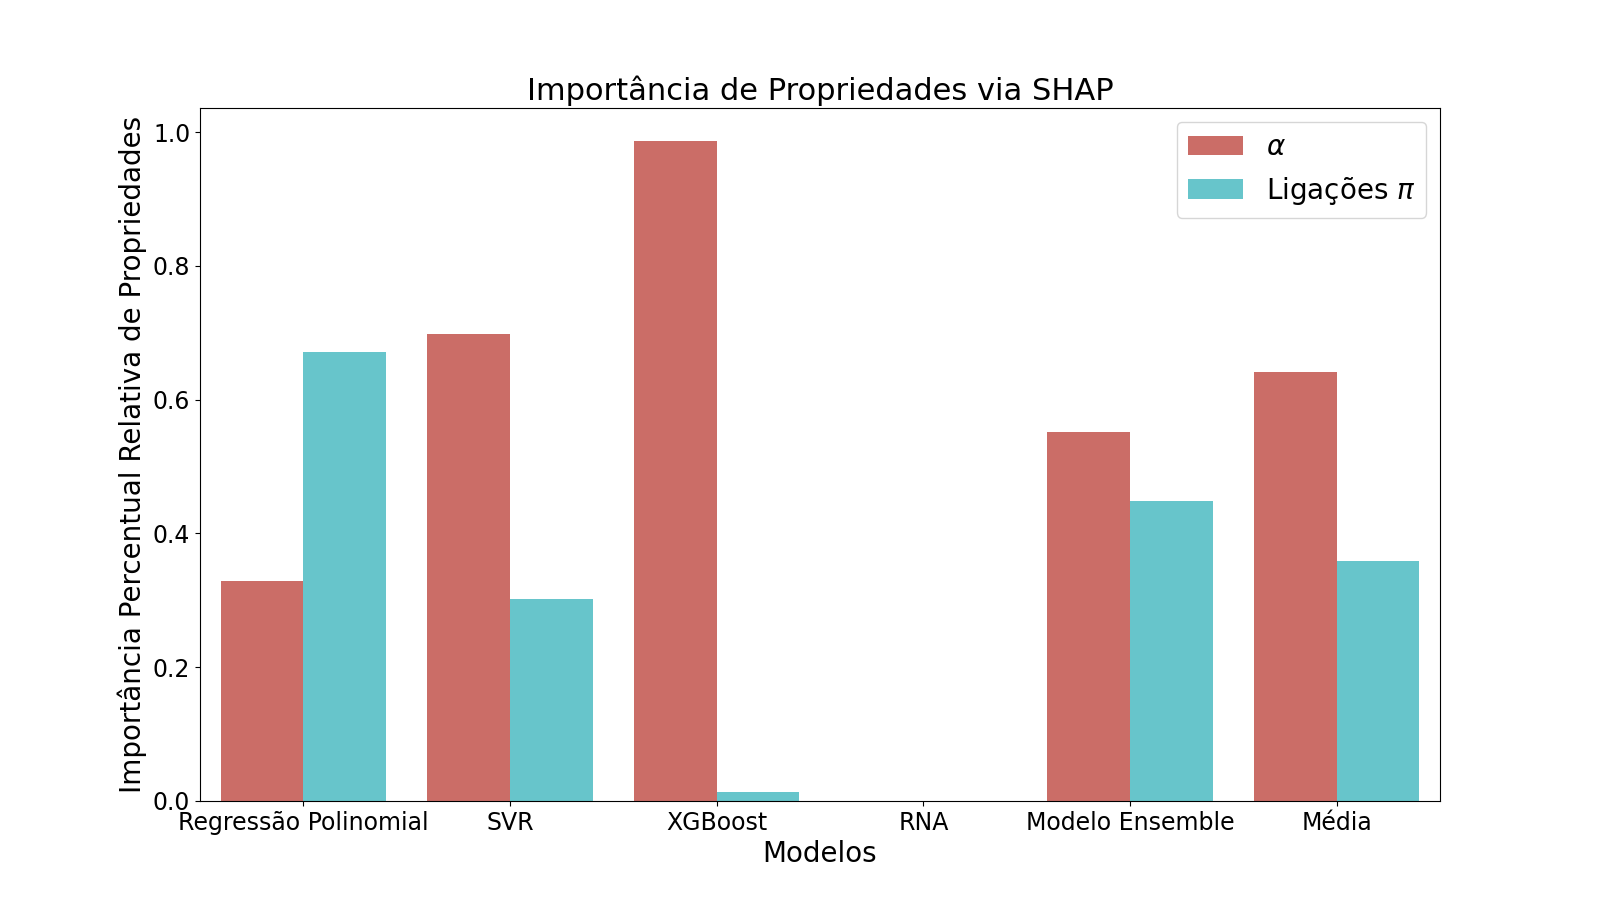 Importância de Propriedades via SHAP
Importância Percentual Relativa de Propriedades
1.0
0.8
0.6
0.4
0.2
0.0
α
Ligações π
Regressão Polinomial SVR XGBoost RNA Modelo Ensemble Média
Modelos